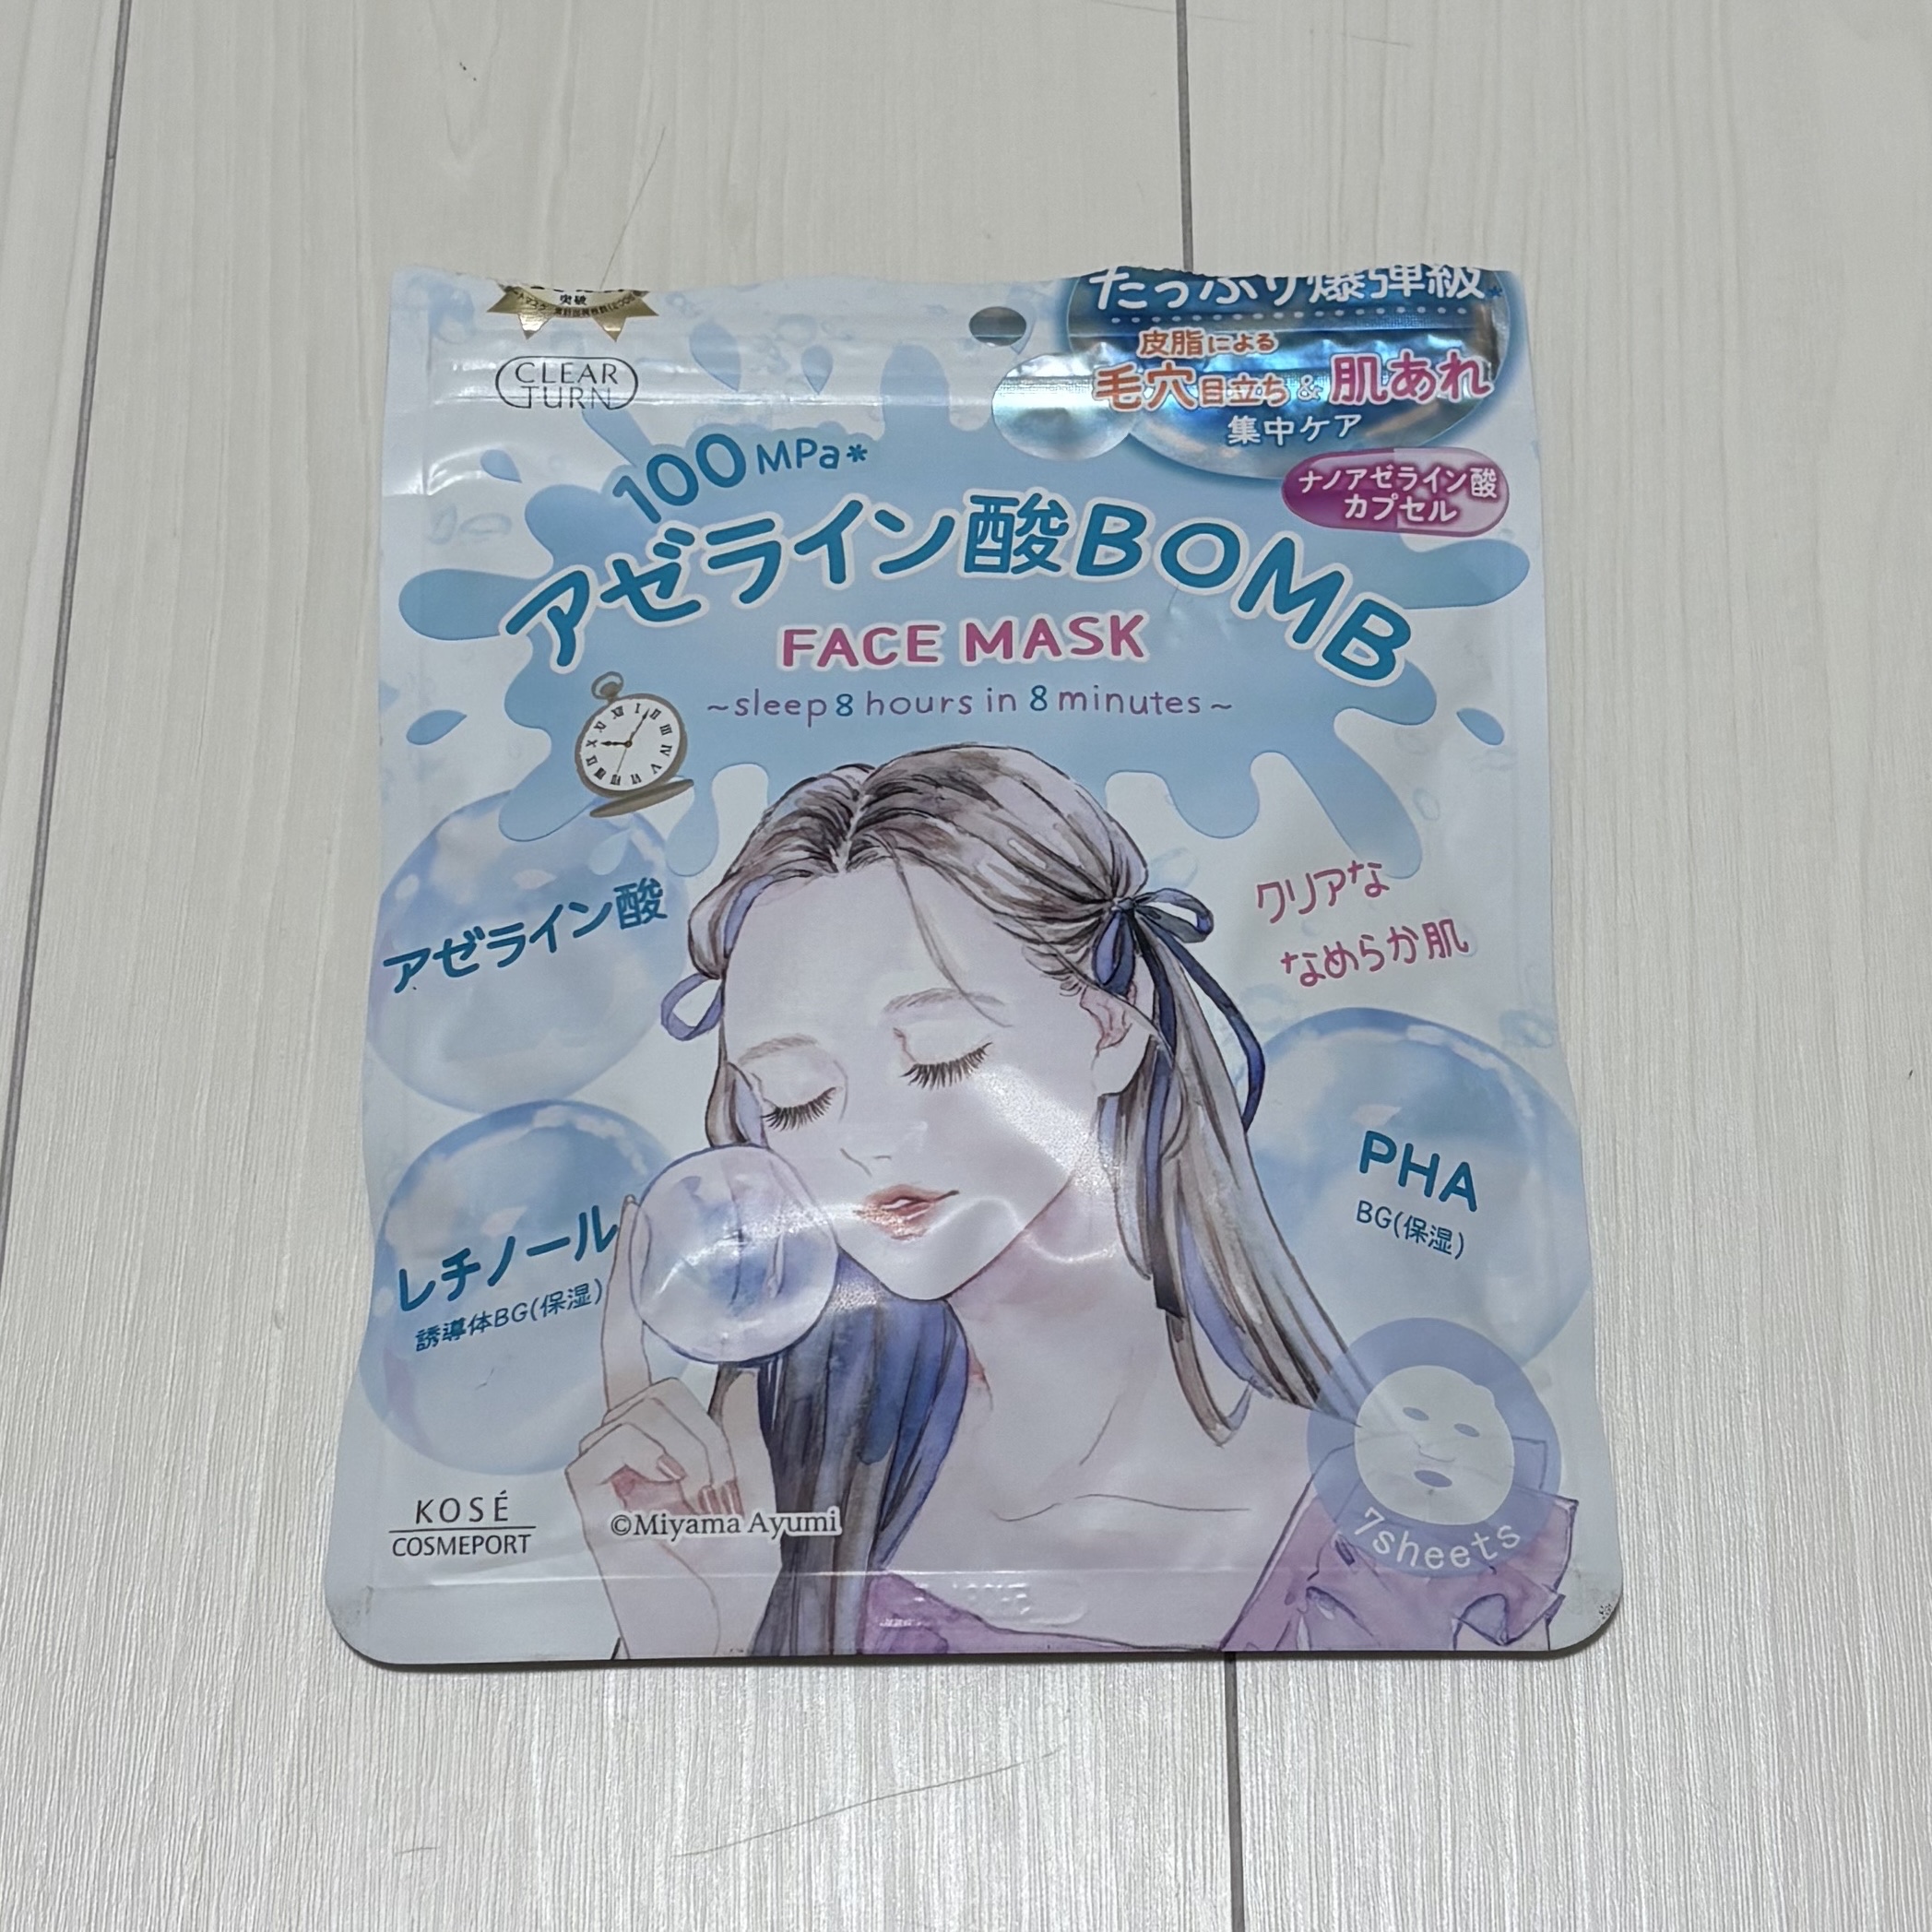 突破
CLEAR
TURN
たっぷり爆弾級*
皮脂による
毛穴目立ち&肌あれ
集中ケア
ナノアゼライン酸
カプセル
100MPa*
アゼライン酸BOMB
FACE MASK
~sleep 8 hours in 8 minutes~
アゼライン酸
クリアな
なめらか肌
PHA
BG(保湿)
レチノール
誘導体BG(保湿)
7sheets
KOSÉ
COSMEPORT
©Miyama Ayumi